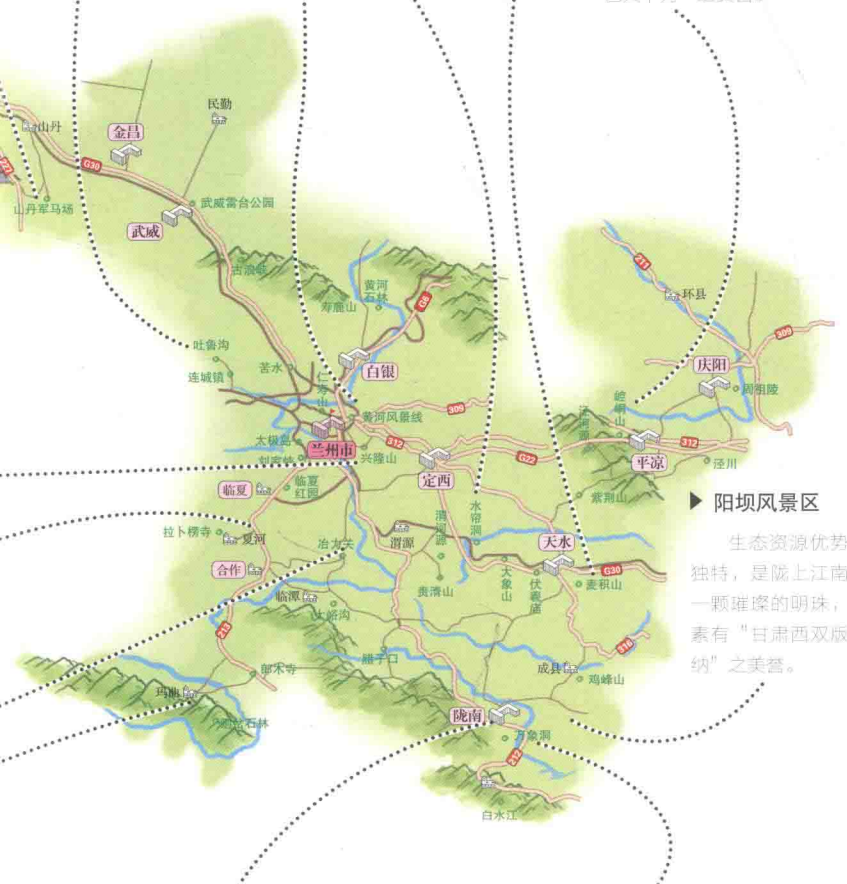 民勤
山丹
金昌
G30
227
山丹军马场
武威雷台公园
武威
211
古浪峡
黄河
石林
环县
寿鹿山
G6
309
吐鲁沟
庆阳
连城镇
苦水
白银
周祖陵
仁寿山
崆峒山
309
黄河风景线
太极岛
312
兰州市
兴隆山
G22
312
平凉
泾川
刘家峡
定西
临夏
临夏
红园
紫荆山
阳坝风景区
水帘洞
渭河源
拉卜楞寺
夏河
渭源
天水
生态资源优势
冶力关
合作
大象山
伏羲庙
G30
麦积山
独特，是陇上江南
贵清山
临潭
一颗璀璨的明珠，
大峪沟
213
316
素有“甘肃西双版
腊子口
纳”之美誉。
郎木寺
成县
鸡峰山
玛曲
陇南
万象洞
212
白水江